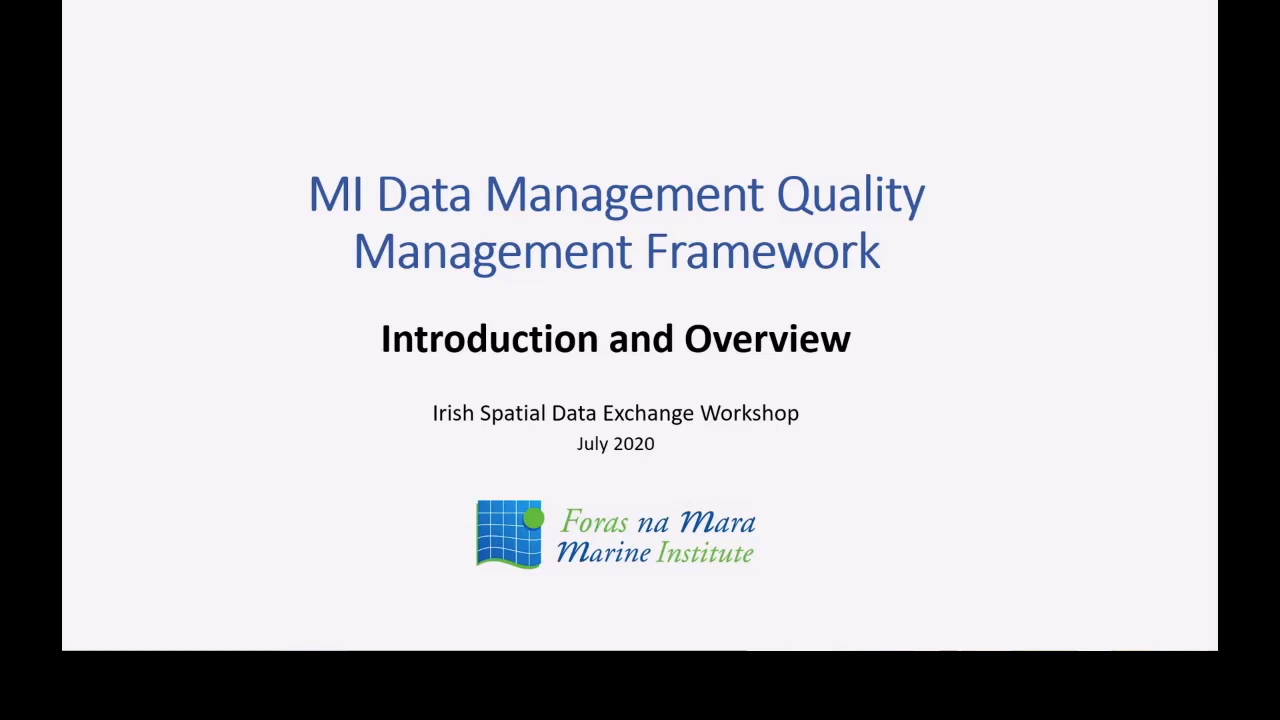 MI Data Management Quality
Management Framework
Introduction and Overview
Irish Spatial Data Exchange Workshop
July 2020
Foras na Mara
Marine Institute